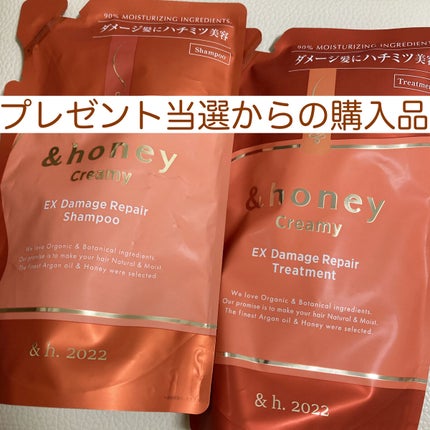 90% MOISTURIZING INGREDIENTS.
ダメージ髪にハチミツ美容
Shampoo
90% MOISTURIZING INGREDIENTS.
ダメージ髪にハチミツ美容
Treatment
プレゼント当選からの購入品
&honey
Creamy
EX Damage Repair
Shampoo
We love Organic & Botanical ingredients.
Our promise is to make your hair Natural & Moist.
The Finest Argan oil & Honey were selected.
& h. 2022
&honey
Creamy
EX Damage Repair
Treatment
We love Organic & Botanical ingredients.
Our promise is to make your hair Natural & Moist.
The Finest Argan oil & Honey were selected.
& h. 2022